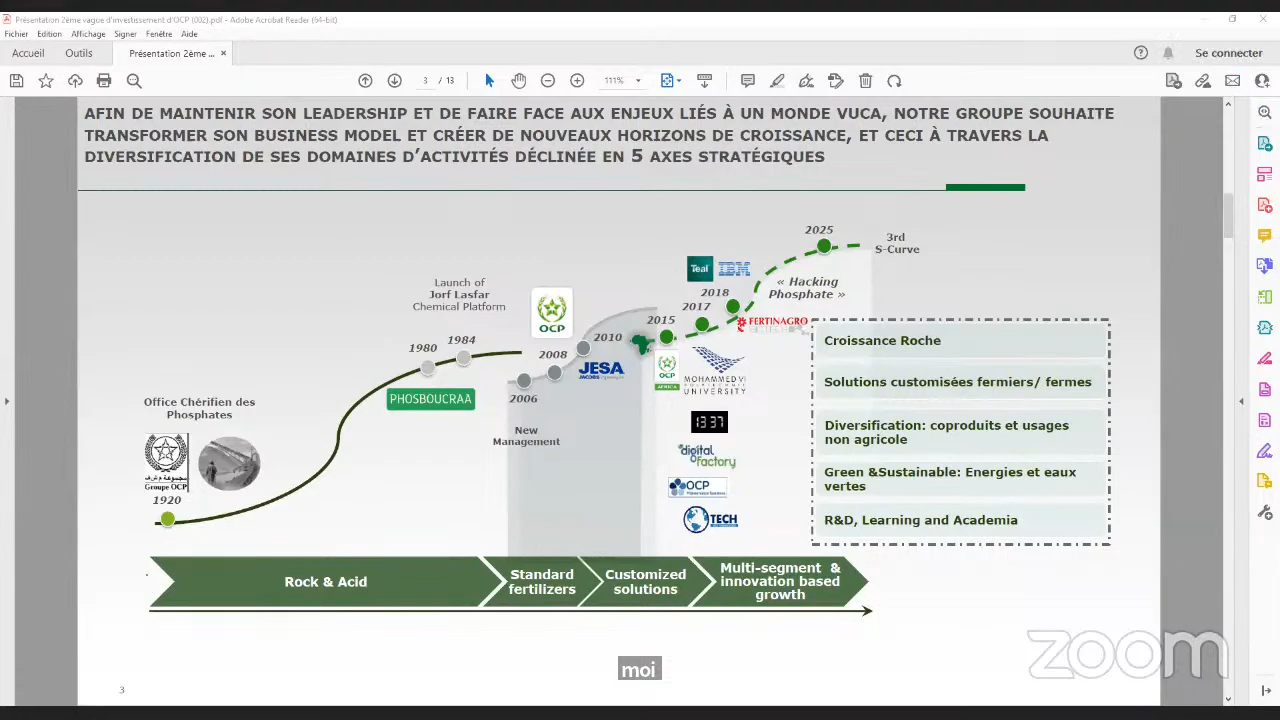 Présentation 2ème vague d'investissement d'OCP (002).pdf - Adobe Acrobat Reader (64-bit)
Fichier Edition Affichage Signer Fenêtre Aide
Accueil Outils Présentation 2ème ... × Se connecter
3 / 13 111%
AFIN DE MAINTENIR SON LEADERSHIP ET DE FAIRE FACE AUX ENJEUX LIÉS À UN MONDE VUCA, NOTRE GROUPE SOUHAITE
TRANSFORMER SON BUSINESS MODEL ET CRÉER DE NOUVEAUX HORIZONS DE CROISSANCE, ET CECI À TRAVERS LA
DIVERSIFICATION DE SES DOMAINES D'ACTIVITÉS DÉCLINÉE EN 5 AXES STRATÉGIQUES
2025
3rd
S-Curve
Teal IBM
« Hacking
Phosphate »
Launch of
Jorf Lasfar
Chemical Platform
2018
2017
2015
OCP
FERTINAGRO
BIOTECH
2010
1984
1980
2008
JESA
2006
PHOSBOUCRAA
OCP
AFRICA
MOHAMMED VI
POLYTECHNIC
UNIVERSITY
New
Management
1337
digital
factory
OCP
TECH
Office Chérifien des
Phosphates
مجموعة م.ش.ف
Groupe OCP
1920
Croissance Roche
Solutions customisées fermiers/ fermes
Diversification: coproduits et usages
non agricole
Green &Sustainable: Energies et eaux
vertes
R&D, Learning and Academia
Rock & Acid
Standard
fertilizers
Customized
solutions
Multi-segment &
innovation based
growth
zoom
moi
3